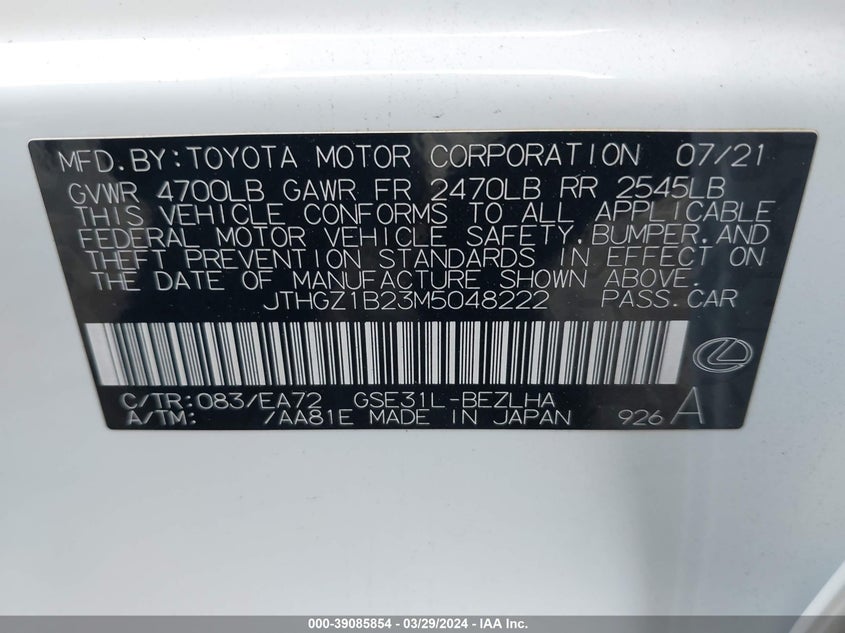 MFD.BY:TOYOTA MOTOR CORPORATION 07/21
GVWR 4700LB GAWR FR 2470LB RR 2545LB
THIS VEHICLE CONFORMS TO ALL APPLICABLE
FEDERAL MOTOR VEHICLE SAFETY,BUMPER,AND
THEFT PREVENTION STANDARDS IN EFFECT ON
THE DATE OF MANUFACTURE SHOWN ABOVE.
JTHGZ1B23M5048222 PASS.CAR
C/TR:083/EA72 GSE31L-BEZLHA
A/TM: /AA81E MADE IN JAPAN 926 A
000-39085854 - 03/29/2024 - IAA Inc.